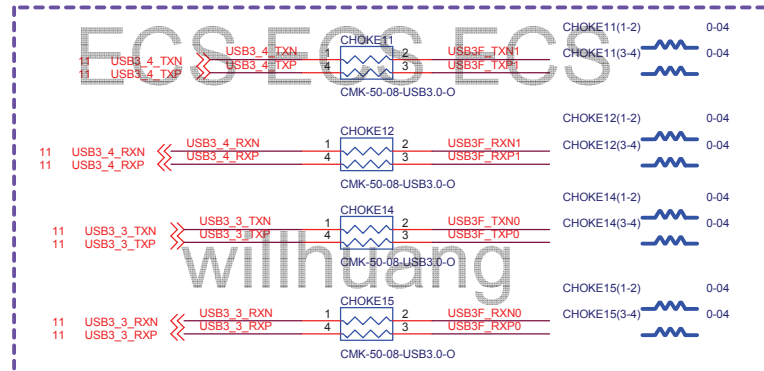 ECS ECS ECS
CHOKE11
CHOKE11(1-2) 0-04
11 USB3_4_TXN USB3_4_TXN 1 2 USB3F_TXN1
CHOKE11(3-4) 0-04
11 USB3_4_TXP USB3_4_TXP 4 3 USB3F_TXP1
CMK-50-08-USB3.0-O
CHOKE12
CHOKE12(1-2) 0-04
11 USB3_4_RXN USB3_4_RXN 1 2 USB3F_RXN1
CHOKE12(3-4) 0-04
11 USB3_4_RXP USB3_4_RXP 4 3 USB3F_RXP1
CMK-50-08-USB3.0-O
CHOKE14
CHOKE14(1-2) 0-04
11 USB3_3_TXN USB3_3_TXN 1 2 USB3F_TXN0
CHOKE14(3-4) 0-04
11 USB3_3_TXP USB3_3_TXP 4 3 USB3F_TXP0
CMK-50-08-USB3.0-O
willhuang
CHOKE15
CHOKE15(1-2) 0-04
11 USB3_3_RXN USB3_3_RXN 1 2 USB3F_RXN0
CHOKE15(3-4) 0-04
11 USB3_3_RXP USB3_3_RXP 4 3 USB3F_RXP0
CMK-50-08-USB3.0-O